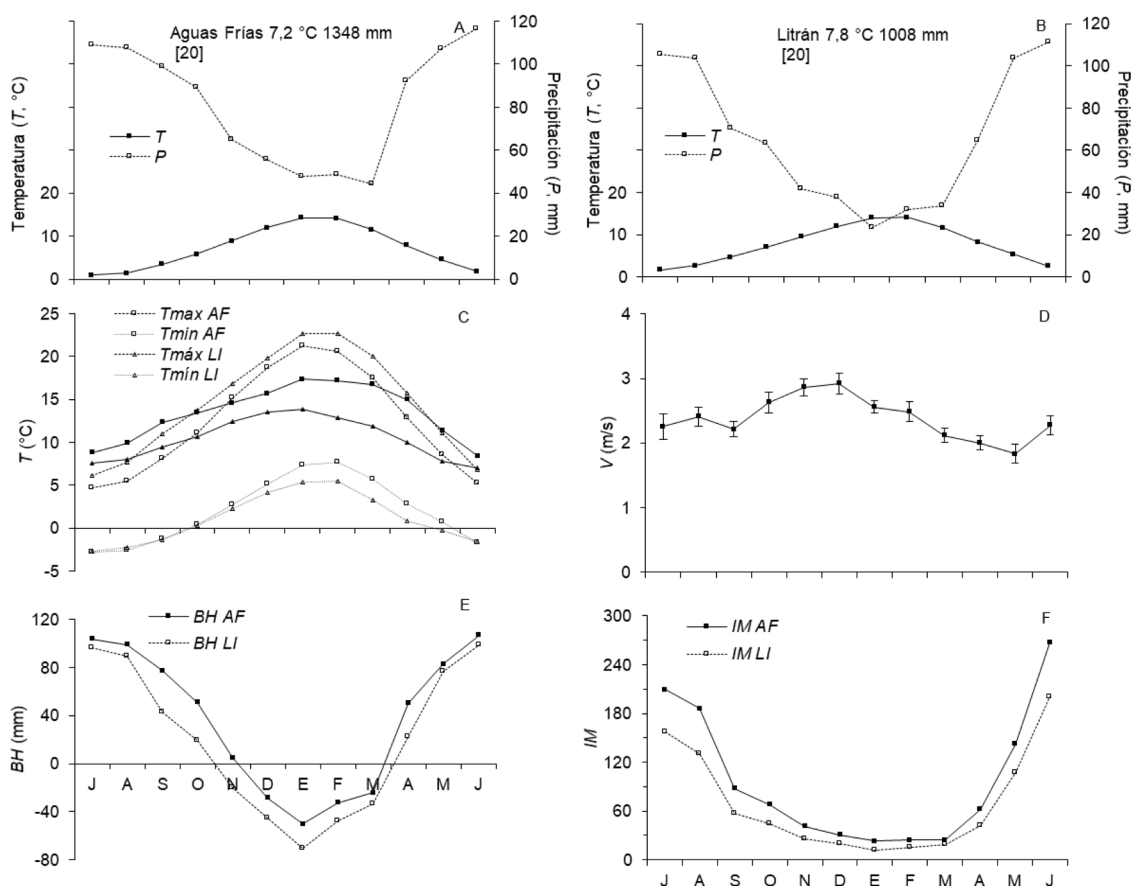 A
Aguas Frías 7,2 °C 1348 mm
[20]
Temperatura (T, °C)
20
10
0
T
P
120
100
80
60
40
20
0
Precipitación (P, mm)
B
Litrán 7,8 °C 1008 mm
[20]
Temperatura (T, °C)
20
10
0
T
P
120
100
80
60
40
20
0
Precipitación (P, mm)
C
Tmax AF
Tmin AF
Tmáx LI
Tmín LI
T (°C)
25
20
15
10
5
0
-5
D
V (m/s)
4
3
2
1
0
E
BH AF
BH LI
BH (mm)
120
80
40
0
-40
-80
J A S O N D E F M A M J
F
IM AF
IM LI
IM
300
240
180
120
60
0
J A S O N D E F M A M J